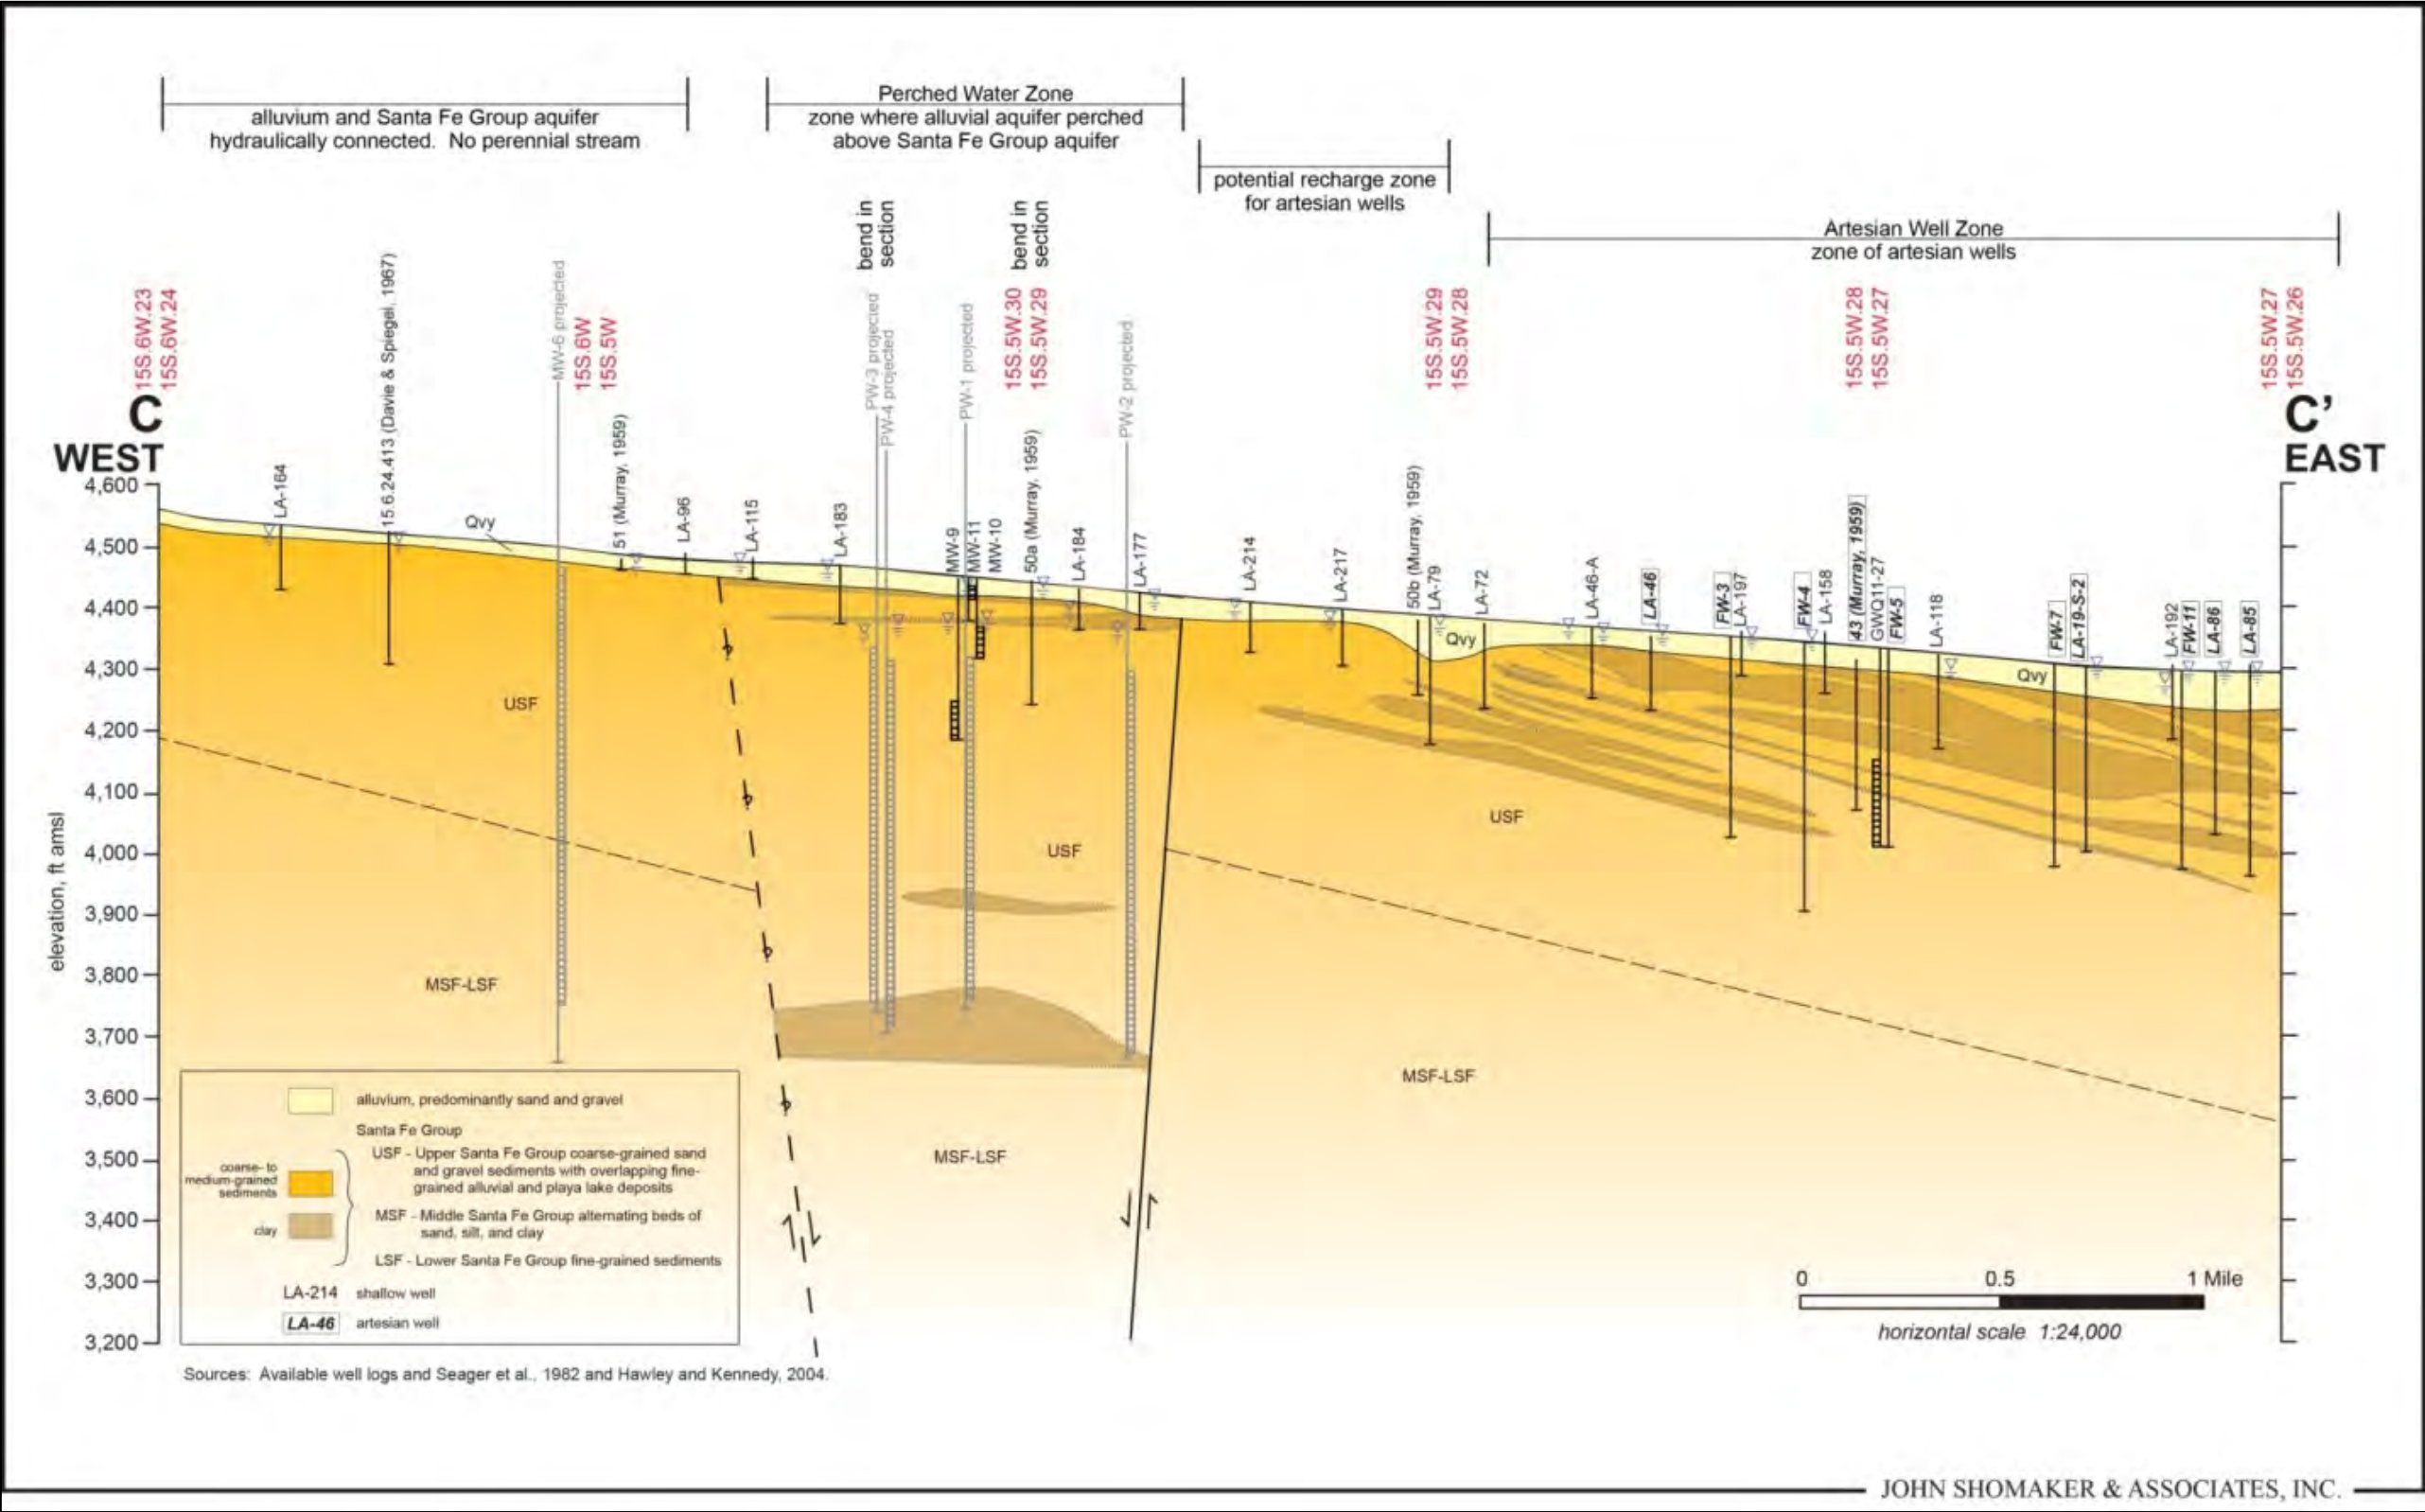 Perched Water Zone
alluvium and Santa Fe Group aquifer
hydraulically connected. No perennial stream
zone where alluvial aquifer perched
above Santa Fe Group aquifer
potential recharge zone
for artesian wells
Artesian Well Zone
zone of artesian wells
bend in
section
bend in
section
15S.6W.23
15S.6W.24
15S.6W
15S.5W
15S.5W.30
15S.5W.29
15S.5W.29
15S.5W.28
15S.5W.28
15S.5W.27
15S.5W.27
15S.5W.26
C
WEST
C'
EAST
LA-164
15.6.24.413 (Davie & Spiegel, 1967)
MW-6 projected
51 (Murray, 1959)
LA-96
LA-115
LA-183
PW-3 projected
PW-4 projected
MW-9
PW-1 projected
MW-11
MW-10
50a (Murray, 1959)
LA-184
PW-2 projected
LA-177
LA-214
LA-217
50b (Murray, 1959)
LA-79
LA-72
LA-46-A
LA-46
FW-3
LA-197
FW-4
LA-158
43 (Murray, 1959)
GWQ11-27
FW-5
LA-118
FW-7
LA-19-S-2
LA-192
FW-11
LA-86
LA-85
Qvy
Qvy
Qvy
USF
USF
USF
MSF-LSF
MSF-LSF
MSF-LSF
elevation, ft amsl
4,600
4,500
4,400
4,300
4,200
4,100
4,000
3,900
3,800
3,700
3,600
3,500
3,400
3,300
3,200
alluvium, predominantly sand and gravel
Santa Fe Group
coarse- to
medium-grained
sediments
USF - Upper Santa Fe Group coarse-grained sand
and gravel sediments with overlapping fine-
grained alluvial and playa lake deposits
clay
MSF - Middle Santa Fe Group alternating beds of
sand, silt, and clay
LSF - Lower Santa Fe Group fine-grained sediments
LA-214 shallow well
LA-46 artesian well
0 0.5 1 Mile
horizontal scale 1:24,000
Sources: Available well logs and Seager et al., 1982 and Hawley and Kennedy, 2004.
JOHN SHOMAKER & ASSOCIATES, INC.